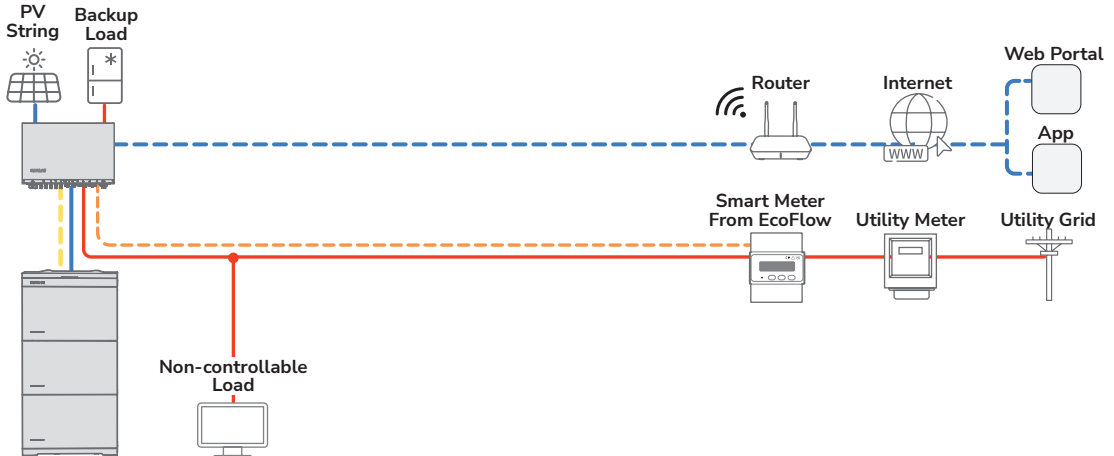 PV
String
Backup
Load
Router
Internet
Web Portal
App
WWW
Smart Meter
From EcoFlow
Utility Meter
Utility Grid
Non-controllable
Load